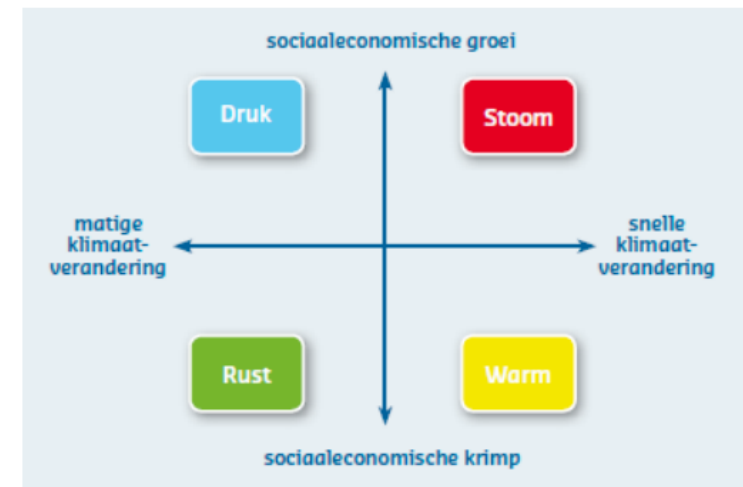 sociaaleconomische groei
Druk
Stoom
matige
klimaat-
verandering
snelle
klimaat-
verandering
Rust
Warm
sociaaleconomische krimp